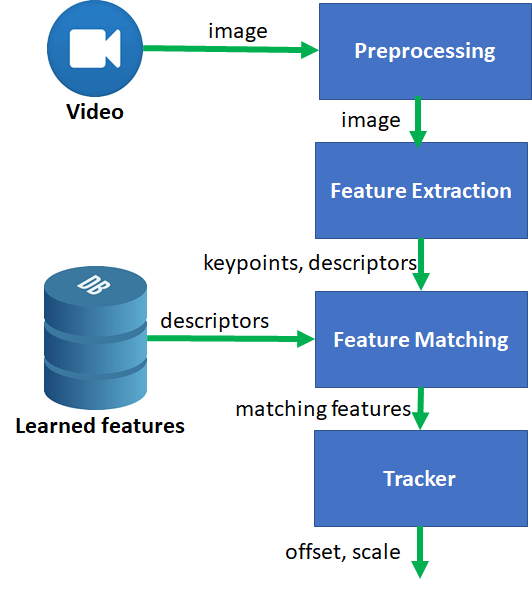 image
Preprocessing
Video
image
Feature Extraction
keypoints, descriptors
DB
descriptors
Feature Matching
Learned features
matching features
Tracker
offset, scale